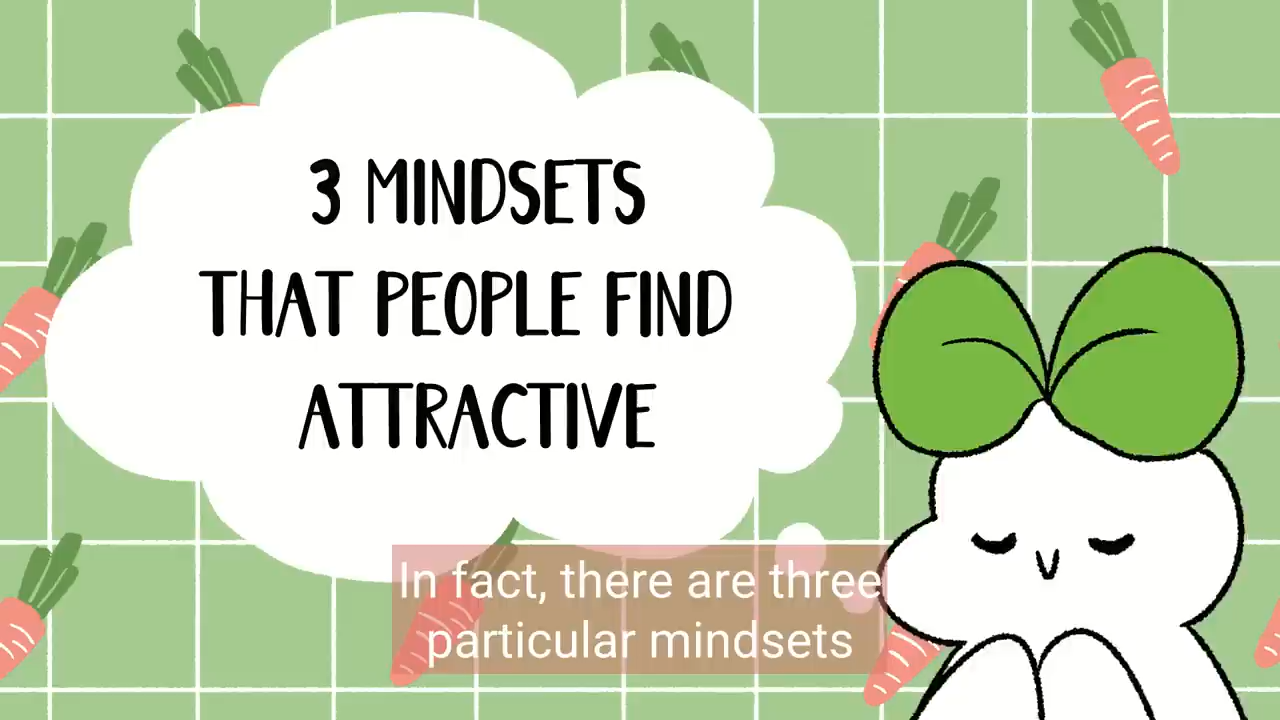 3 MINDSETS
THAT PEOPLE FIND
ATTRACTIVE
In fact, there are three
particular mindsets